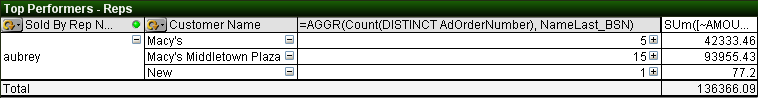 Top Performers - Reps
Sold By Rep N... Customer Name =AGGR(Count(DISTINCT AdOrderNumber), NameLast_BSN) SUm([~AMOU...
aubrey Macy's 5 42333.46
Macy's Middletown Plaza 15 93955.43
New 1 77.2
Total 136366.09